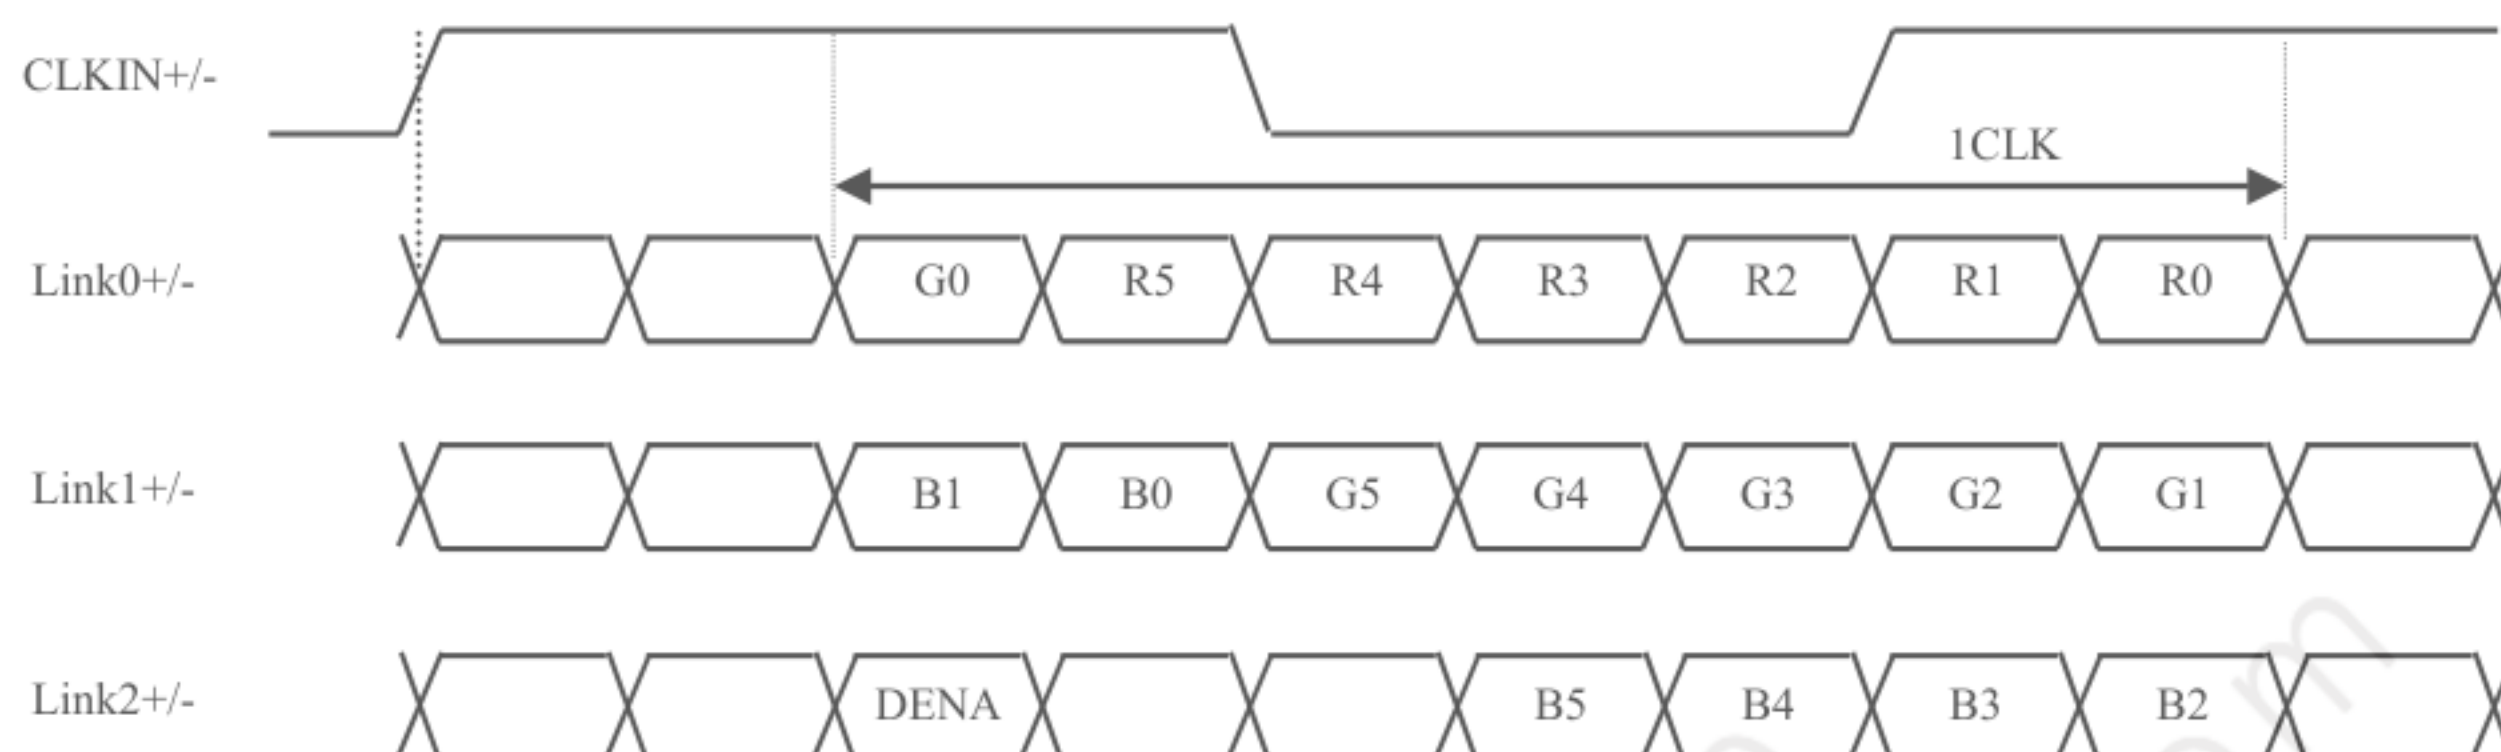 CLKIN+/-
1CLK
Link0+/- G0 R5 R4 R3 R2 R1 R0
Link1+/- B1 B0 G5 G4 G3 G2 G1
Link2+/- DENA B5 B4 B3 B2